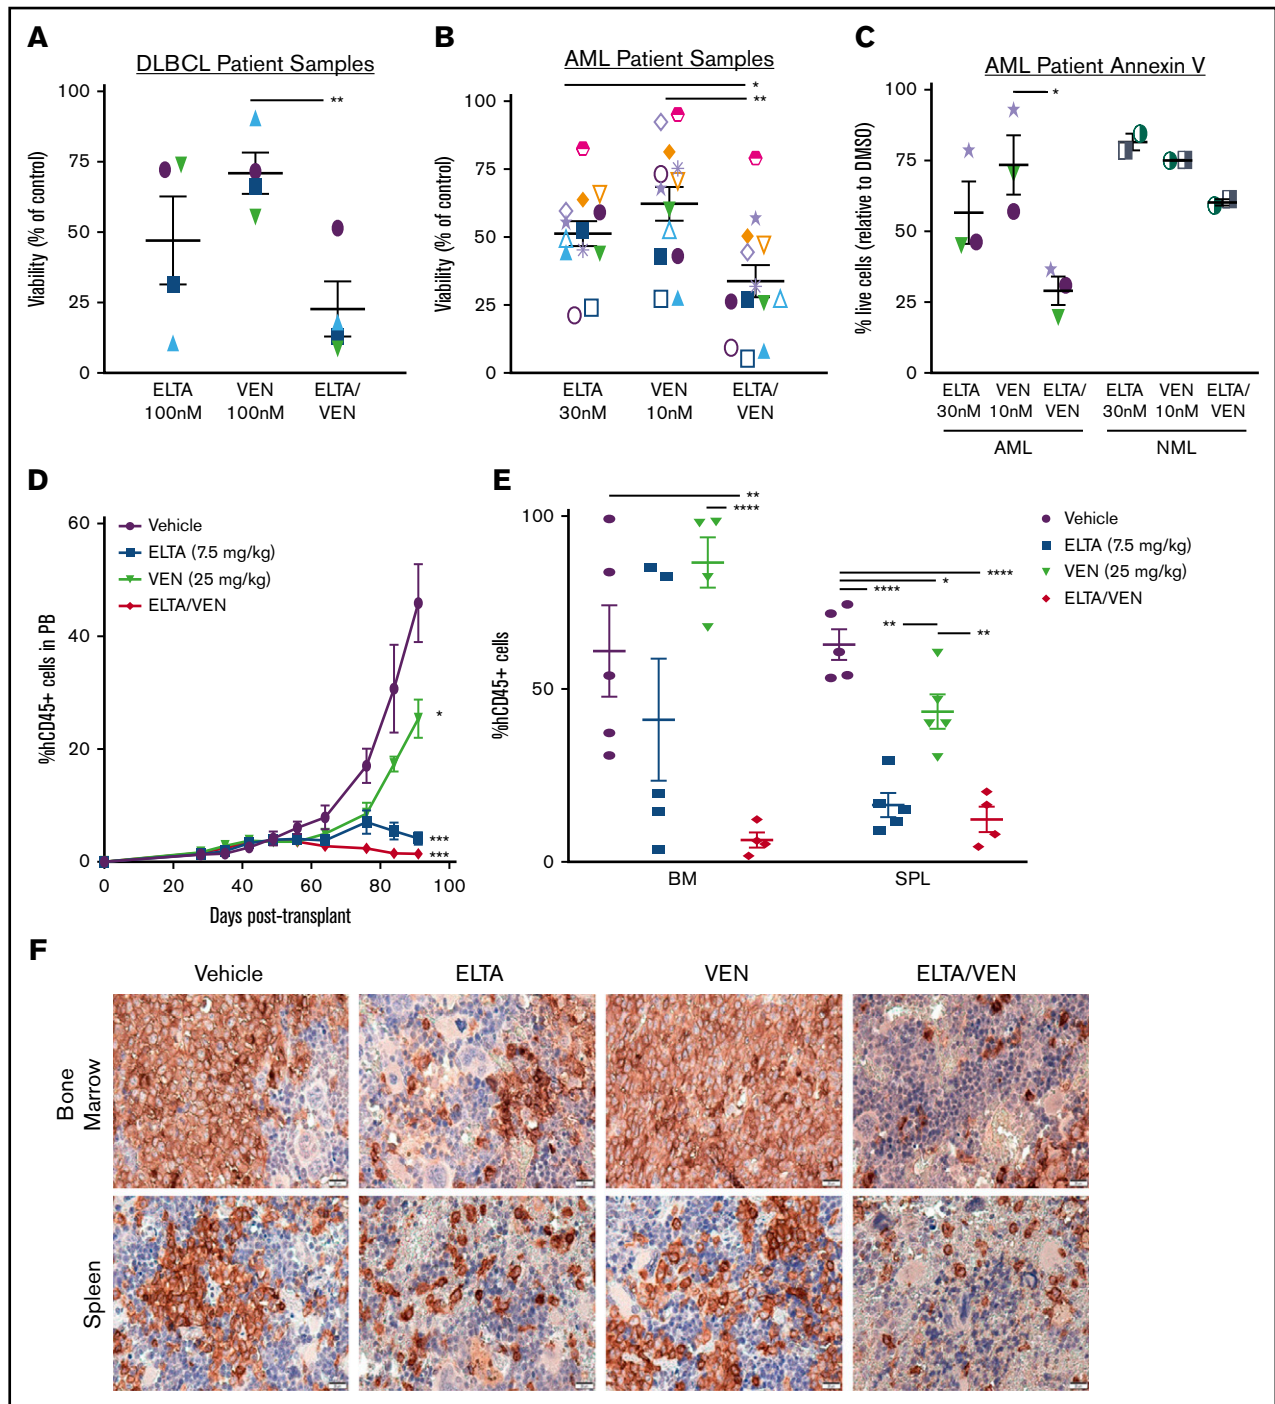 A
DLBCL Patient Samples
Viability (% of control)
100
75
50
25
0
**
ELTA
100nM
VEN
100nM
ELTA/
VEN
B
AML Patient Samples
Viability (% of control)
100
75
50
25
0
*
**
ELTA
30nM
VEN
10nM
ELTA/
VEN
C
AML Patient Annexin V
% live cells (relative to DMSO)
100
75
50
25
0
*
ELTA
30nM
VEN
10nM
ELTA/
VEN
ELTA
30nM
VEN
10nM
ELTA/
VEN
AML
NML
D
%hCD45+ cells in PB
60
40
20
0
Vehicle
ELTA (7.5 mg/kg)
VEN (25 mg/kg)
ELTA/VEN
*
***
***
0 20 40 60 80 100
Days post-transplant
E
%hCD45+ cells
100
50
0
**
****
****
*
****
**
**
BM
SPL
Vehicle
ELTA (7.5 mg/kg)
VEN (25 mg/kg)
ELTA/VEN
F
Vehicle
ELTA
VEN
ELTA/VEN
Bone
Marrow
Spleen